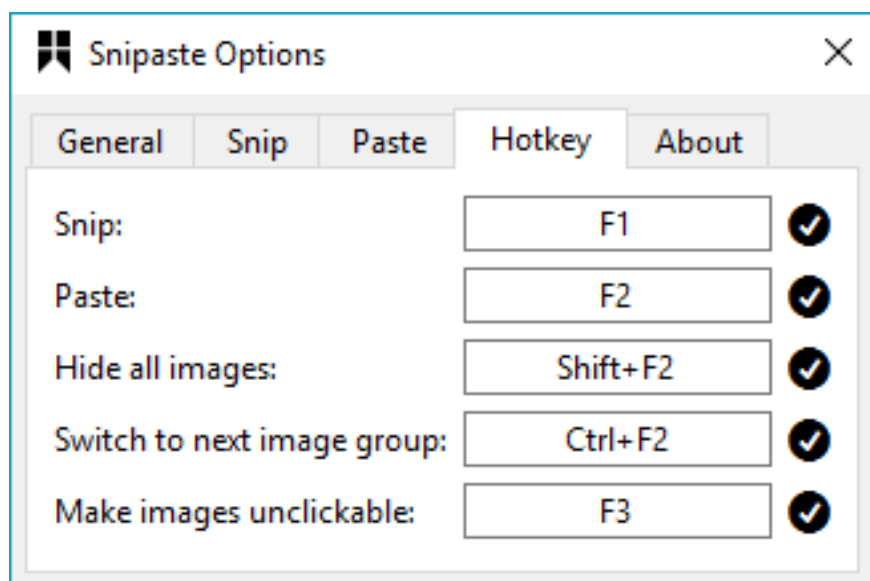 Snipaste Options
General Snip Paste Hotkey About
Snip: F1
Paste: F2
Hide all images: Shift+F2
Switch to next image group: Ctrl+F2
Make images unclickable: F3